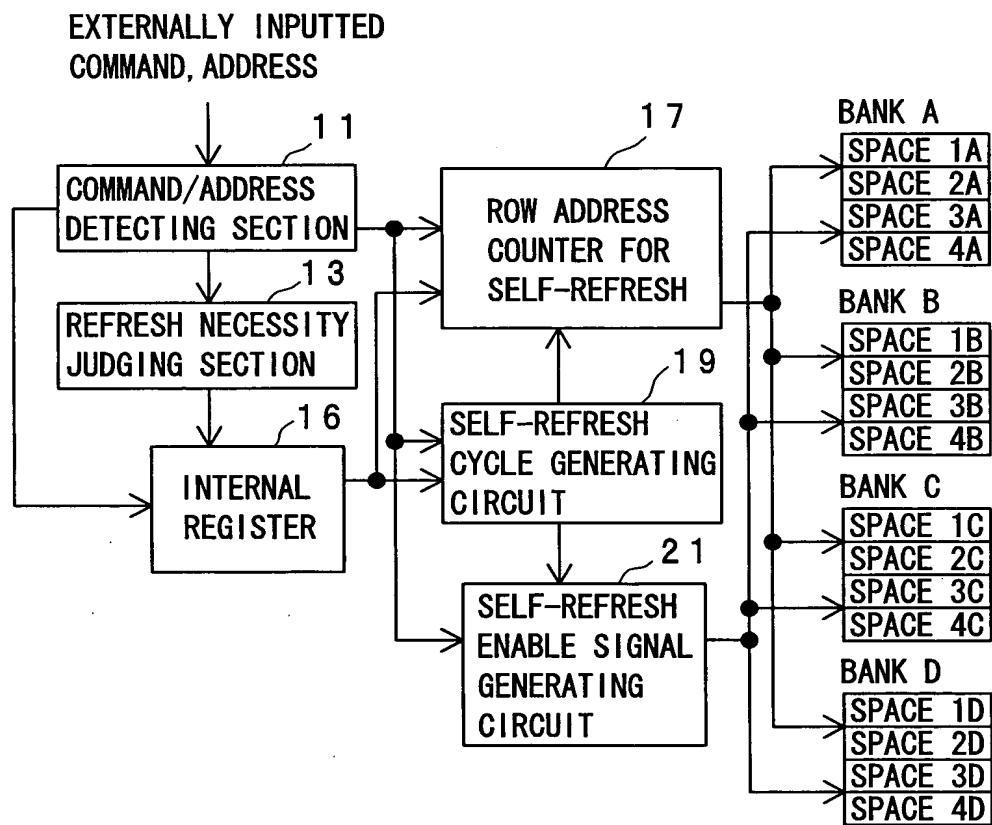 EXTERNALLY INPUTTED
COMMAND, ADDRESS
11
COMMAND/ADDRESS
DETECTING SECTION
13
REFRESH NECESSITY
JUDGING SECTION
16
INTERNAL
REGISTER
17
ROW ADDRESS
COUNTER FOR
SELF-REFRESH
19
SELF-REFRESH
CYCLE GENERATING
CIRCUIT
21
SELF-REFRESH
ENABLE SIGNAL
GENERATING
CIRCUIT
BANK A
SPACE 1A
SPACE 2A
SPACE 3A
SPACE 4A
BANK B
SPACE 1B
SPACE 2B
SPACE 3B
SPACE 4B
BANK C
SPACE 1C
SPACE 2C
SPACE 3C
SPACE 4C
BANK D
SPACE 1D
SPACE 2D
SPACE 3D
SPACE 4D